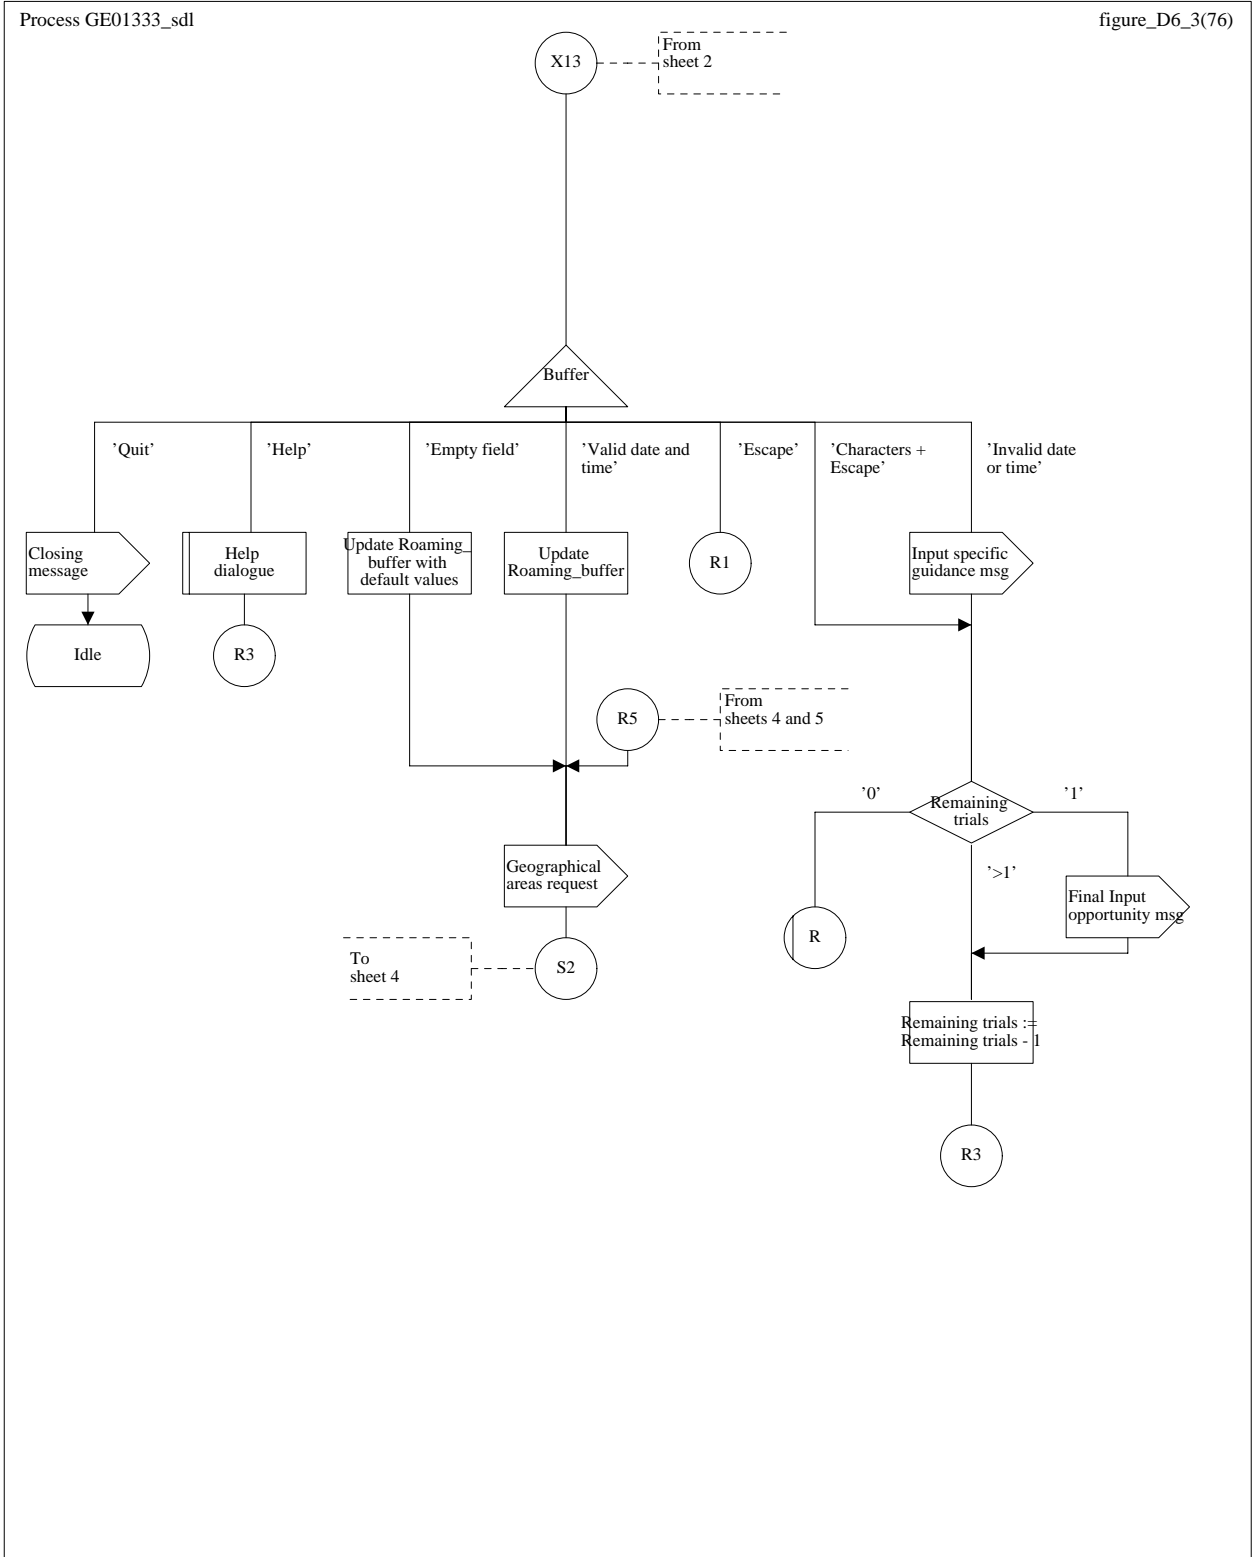 Process GE01333_sdl
figure_D6_3(76)
X13
From
sheet 2
Buffer
’Quit’
’Help’
’Empty field’
’Valid date and
time’
’Escape’
’Characters +
Escape’
’Invalid date
or time’
Closing
message
Help
dialogue
Update Roaming_
buffer with
default values
Update
Roaming_buffer
R1
Input specific
guidance msg
Idle
R3
R5
From
sheets 4 and 5
’0’
Remaining
trials
’1’
’>1’
Geographical
areas request
Final Input
opportunity msg
R
To
sheet 4
S2
Remaining trials :=
Remaining trials - 1
R3